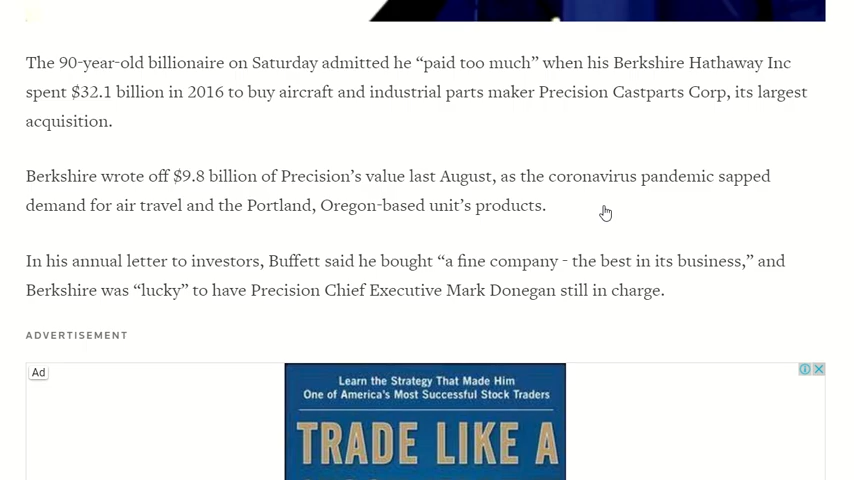 The 90-year-old billionaire on Saturday admitted he “paid too much” when his Berkshire Hathaway Inc
spent $32.1 billion in 2016 to buy aircraft and industrial parts maker Precision Castparts Corp, its largest
acquisition.
Berkshire wrote off $9.8 billion of Precision’s value last August, as the coronavirus pandemic sapped
demand for air travel and the Portland, Oregon-based unit’s products.
In his annual letter to investors, Buffett said he bought “a fine company - the best in its business,” and
Berkshire was “lucky” to have Precision Chief Executive Mark Donegan still in charge.
ADVERTISEMENT
Ad
Learn the Strategy That Made Him
One of America's Most Successful Stock Traders
TRADE LIKE A